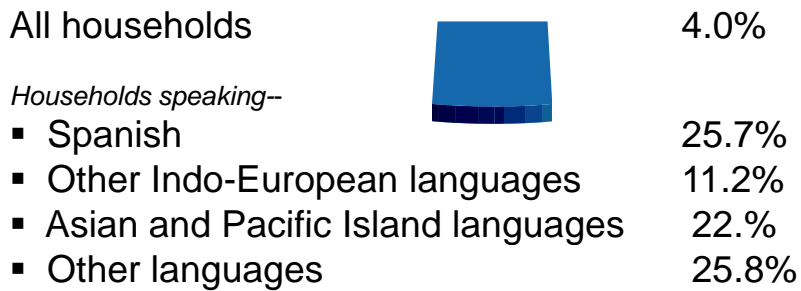 All households 4.0%
Households speaking--
▪ Spanish 25.7%
▪ Other Indo-European languages 11.2%
▪ Asian and Pacific Island languages 22.%
▪ Other languages 25.8%